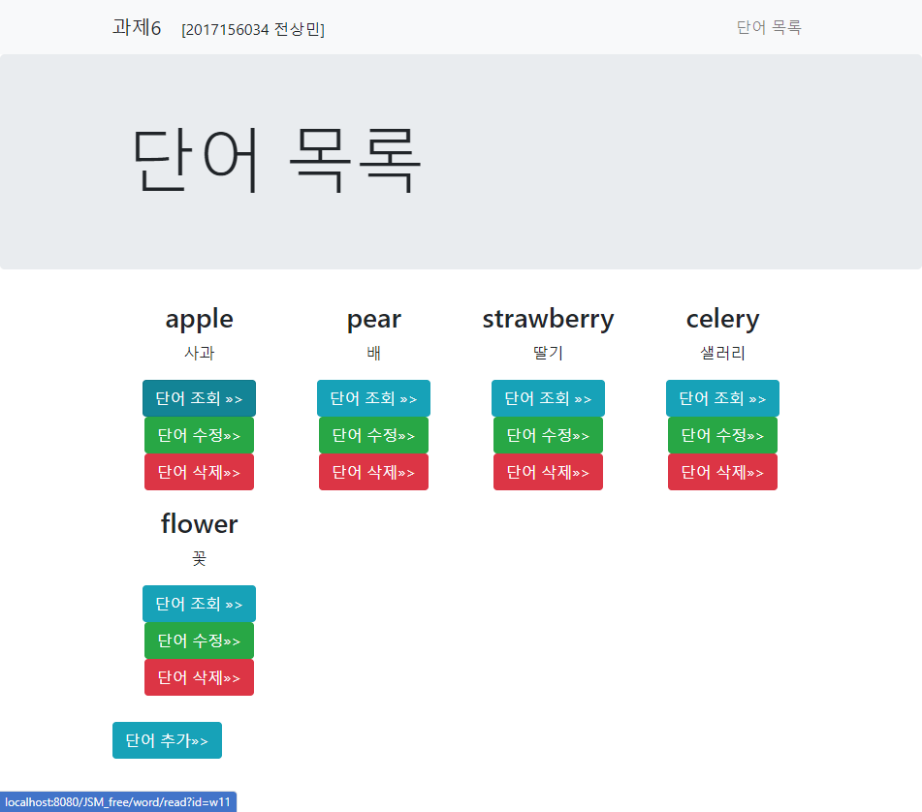 과제6 [2017156034 전상민] 단어 목록
단어 목록
apple pear strawberry celery
사과 배 딸기 샐러리
단어 조회 »> 단어 조회 »> 단어 조회 »> 단어 조회 »>
단어 수정»> 단어 수정»> 단어 수정»> 단어 수정»>
단어 삭제»> 단어 삭제»> 단어 삭제»> 단어 삭제»>
flower
꽃
단어 조회 »>
단어 수정»>
단어 삭제»>
단어 추가»>
localhost:8080/JSM_free/word/read?id=w11